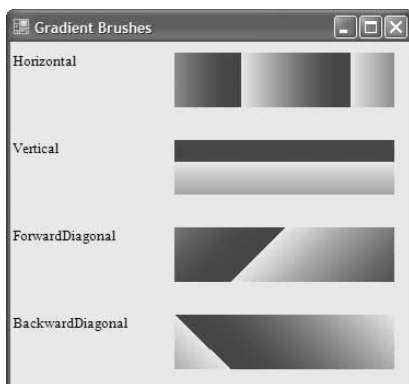 Gradient Brushes
Horizontal
Vertical
ForwardDiagonal
BackwardDiagonal